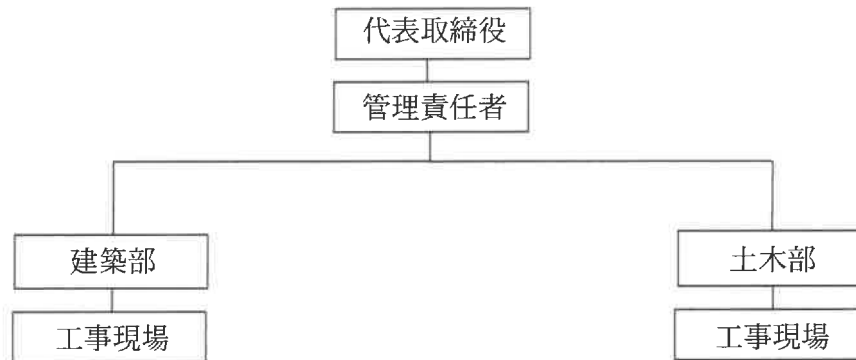 代表取締役
管理責任者
建築部
土木部
工事現場
工事現場